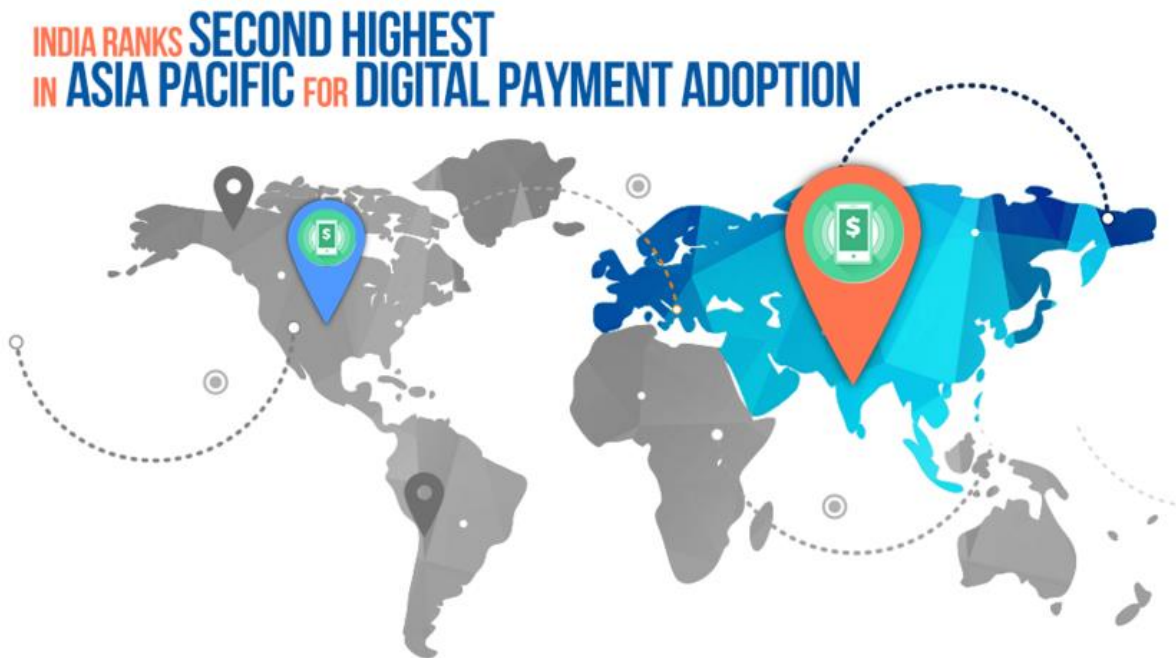 INDIA RANKS SECOND HIGHEST
IN ASIA PACIFIC FOR DIGITAL PAYMENT ADOPTION
$
$